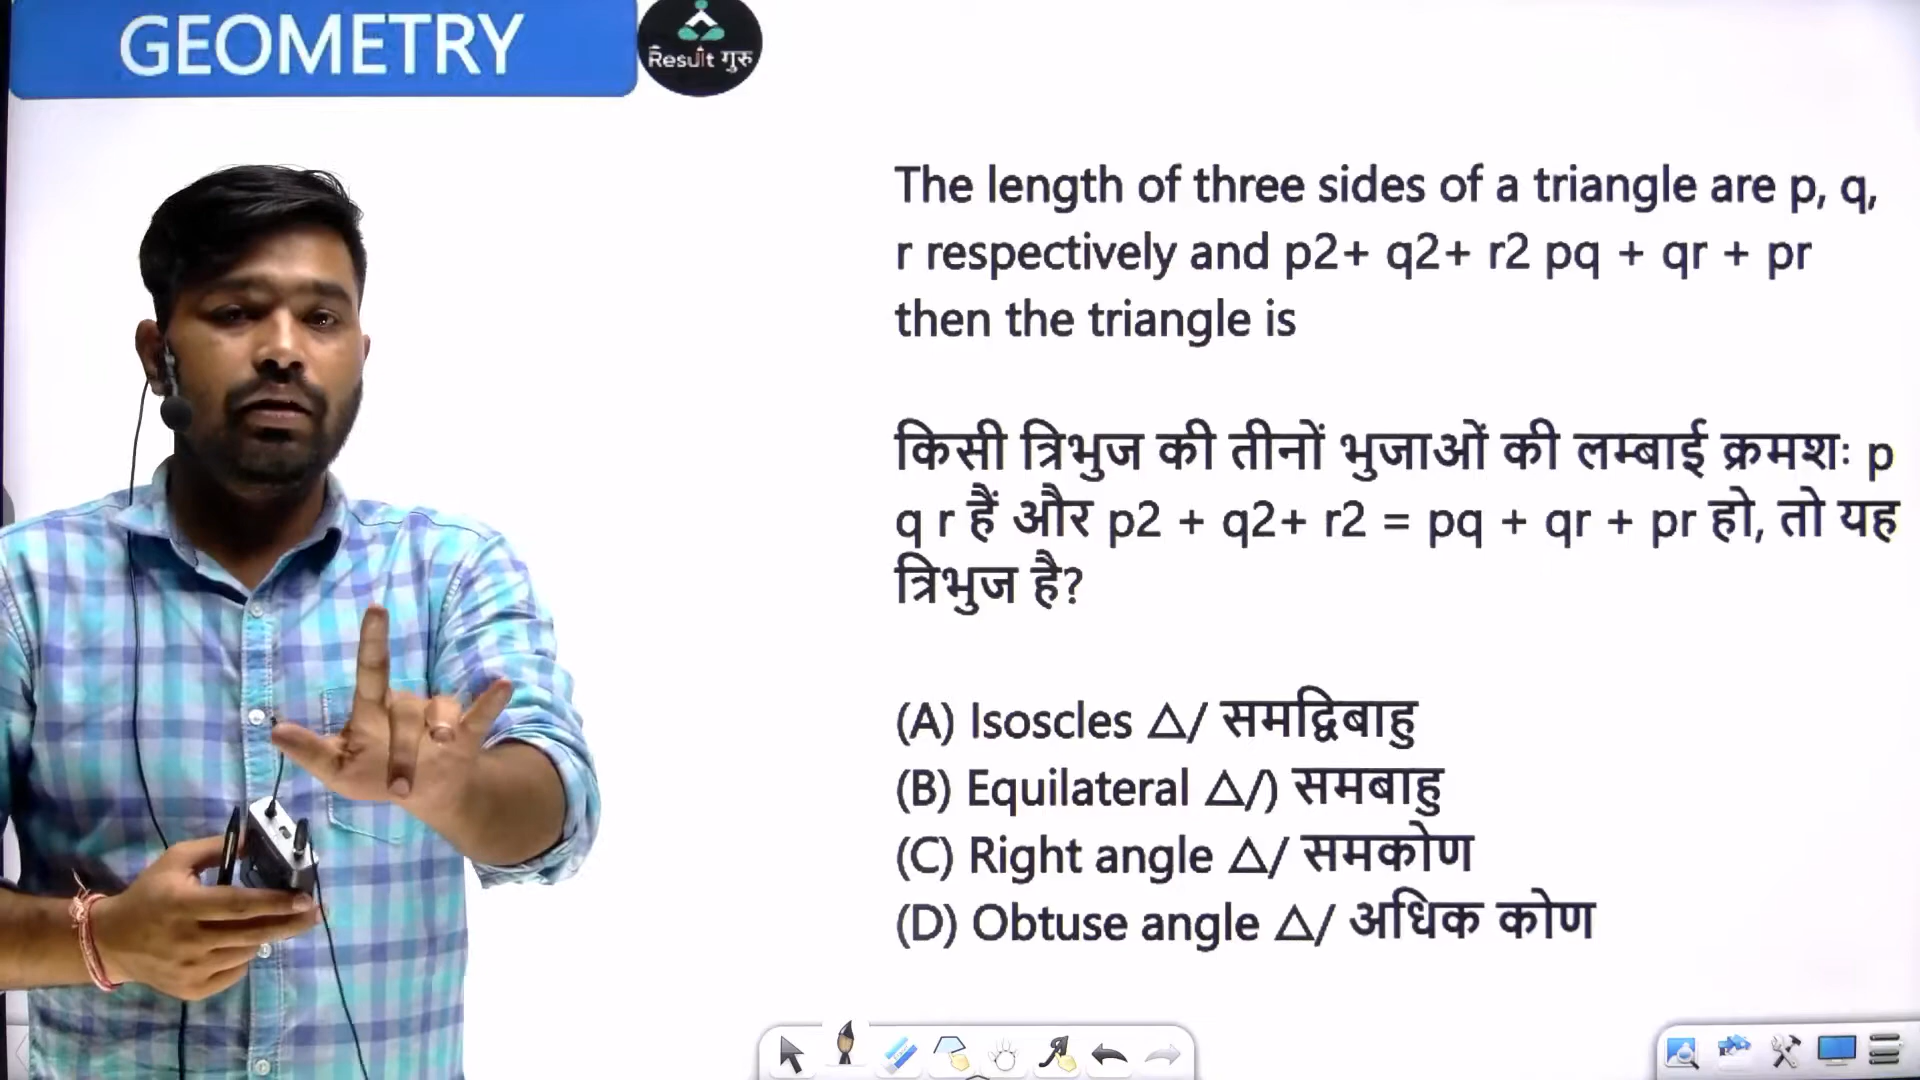 GEOMETRY
Result गुरु
The length of three sides of a triangle are p, q,
r respectively and p2+ q2+ r2 pq + qr + pr
then the triangle is
किसी त्रिभुज की तीनों भुजाओं की लम्बाई क्रमशः p
q r हैं और p2 + q2+ r2 = pq + qr + pr हो, तो यह
त्रिभुज है?
(A) Isoscles △/ समद्विबाहु
(B) Equilateral △/) समबाहु
(C) Right angle △/ समकोण
(D) Obtuse angle △/ अधिक कोण